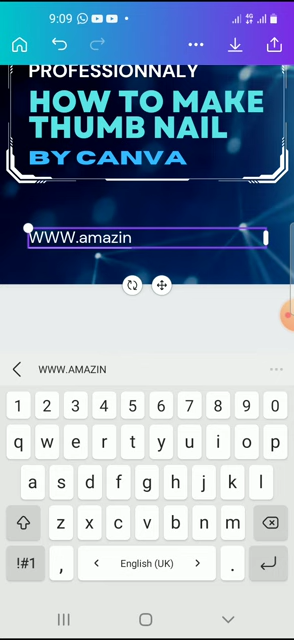 9:09
4G
PROFESSIONNALY
HOW TO MAKE
THUMB NAIL
BY CANVA
WWW.amazin
WWW.AMAZIN
1 2 3 4 5 6 7 8 9 0
q w e r t y u i o p
a s d f g h j k l
z x c v b n m
!#1 , English (UK) .